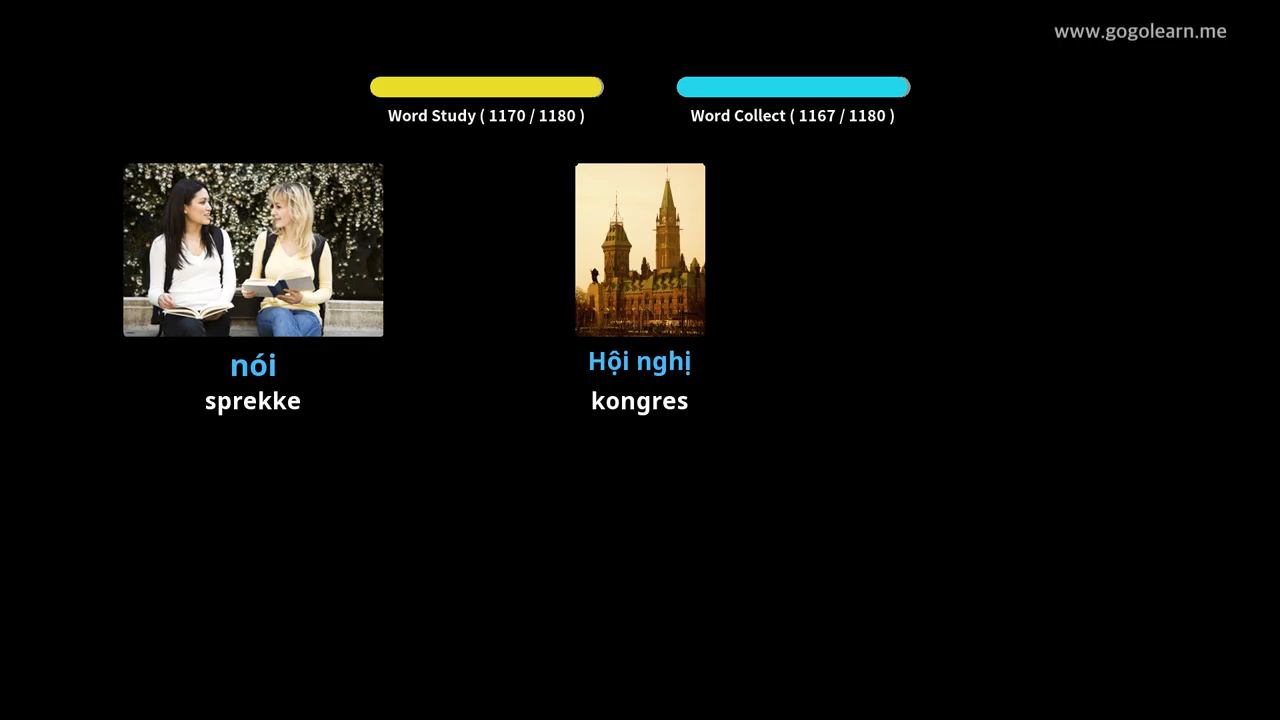 www.gogolearn.me
Word Study ( 1170 / 1180 )
Word Collect ( 1167 / 1180 )
nói
sprekke
Hội nghị
kongres